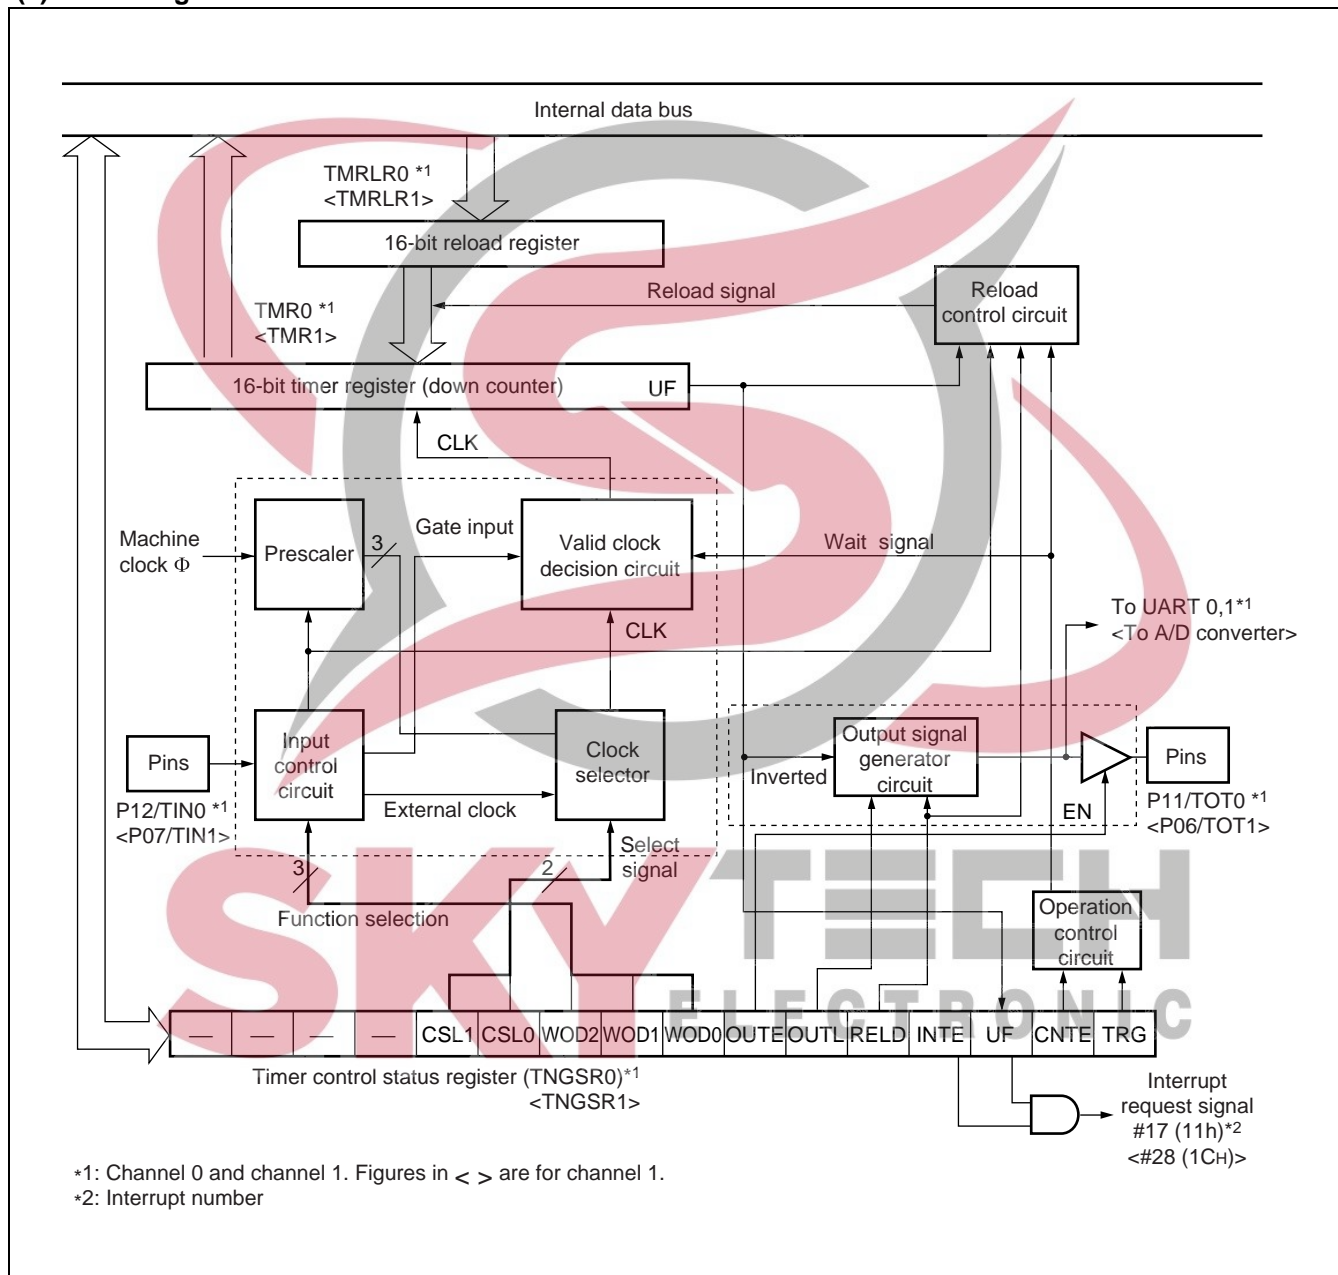 Internal data bus
TMRLR0 *1
<TMRLR1>
16-bit reload register
Reload signal
Reload
control circuit
TMR0 *1
<TMR1>
16-bit timer register (down counter)
UF
CLK
Machine
clock Φ
Prescaler
3
Gate input
Valid clock
decision circuit
Wait signal
To UART 0,1*1
<To A/D converter>
CLK
Pins
P12/TIN0 *1
<P07/TIN1>
Input
control
circuit
External clock
Clock
selector
Inverted
Output signal
generator
circuit
EN
Pins
P11/TOT0 *1
<P06/TOT1>
3
Function selection
2
Select
signal
Operation
control
circuit
SKY TECH
ELECTRONIC
— — — — CSL1 CSL0 WOD2 WOD1 WOD0 OUTE OUTL RELD INTE UF CNTE TRG
Timer control status register (TNGSR0)*1
<TNGSR1>
Interrupt
request signal
#17 (11h)*2
<#28 (1CH)>
*1: Channel 0 and channel 1. Figures in < > are for channel 1.
*2: Interrupt number